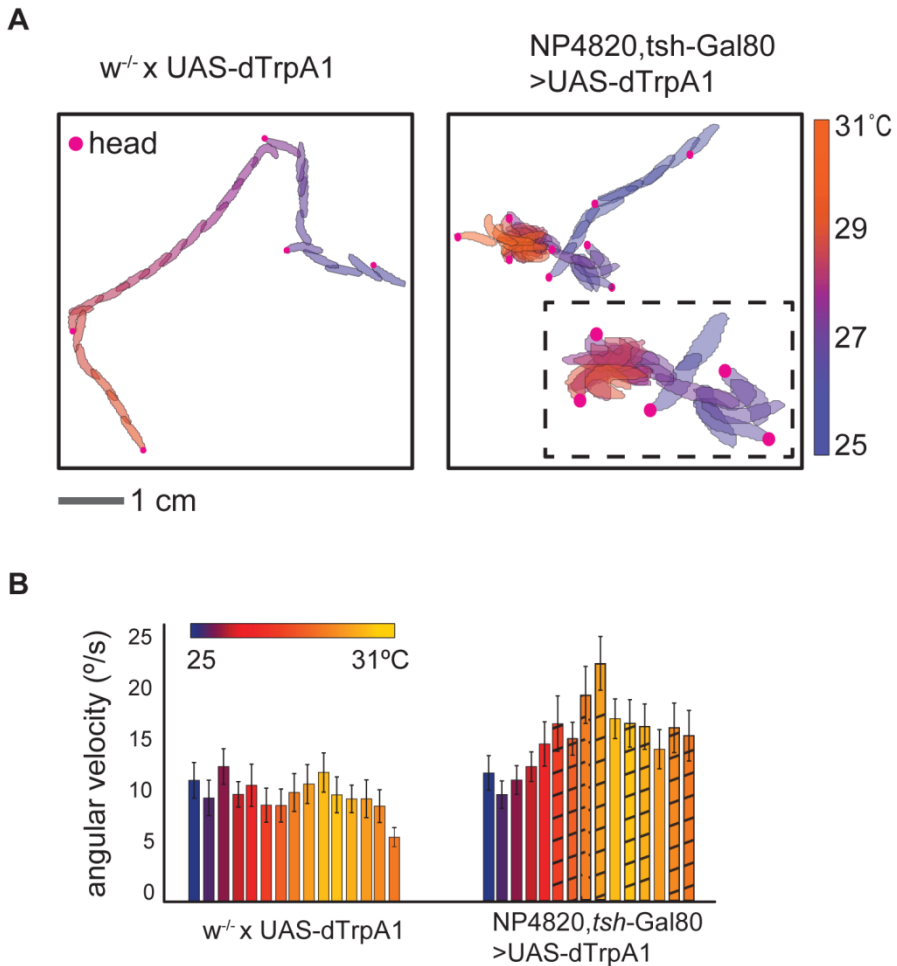 A
w-/- x UAS-dTrpA1
NP4820,tsh-Gal80
>UAS-dTrpA1
head
31°C
29
27
25
1 cm
B
angular velocity (º/s)
25
20
15
10
5
0
25
31ºC
w-/- x UAS-dTrpA1
NP4820,tsh-Gal80
>UAS-dTrpA1